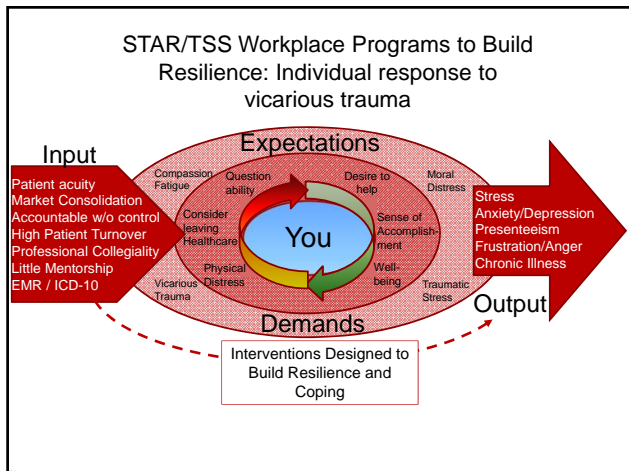 STAR/TSS Workplace Programs to Build
Resilience: Individual response to
vicarious trauma
Expectations
Input
Patient acuity
Market Consolidation
Accountable w/o control
High Patient Turnover
Professional Collegiality
Little Mentorship
EMR / ICD-10
Compassion
Fatigue
Question
ability
Desire to
help
Moral
Distress
Consider
leaving
Healthcare
You
Sense of
Accomplish-
ment
Physical
Distress
Well-
being
Vicarious
Trauma
Traumatic
Stress
Demands
Stress
Anxiety/Depression
Presenteeism
Frustration/Anger
Chronic Illness
Output
Interventions Designed to
Build Resilience and
Coping